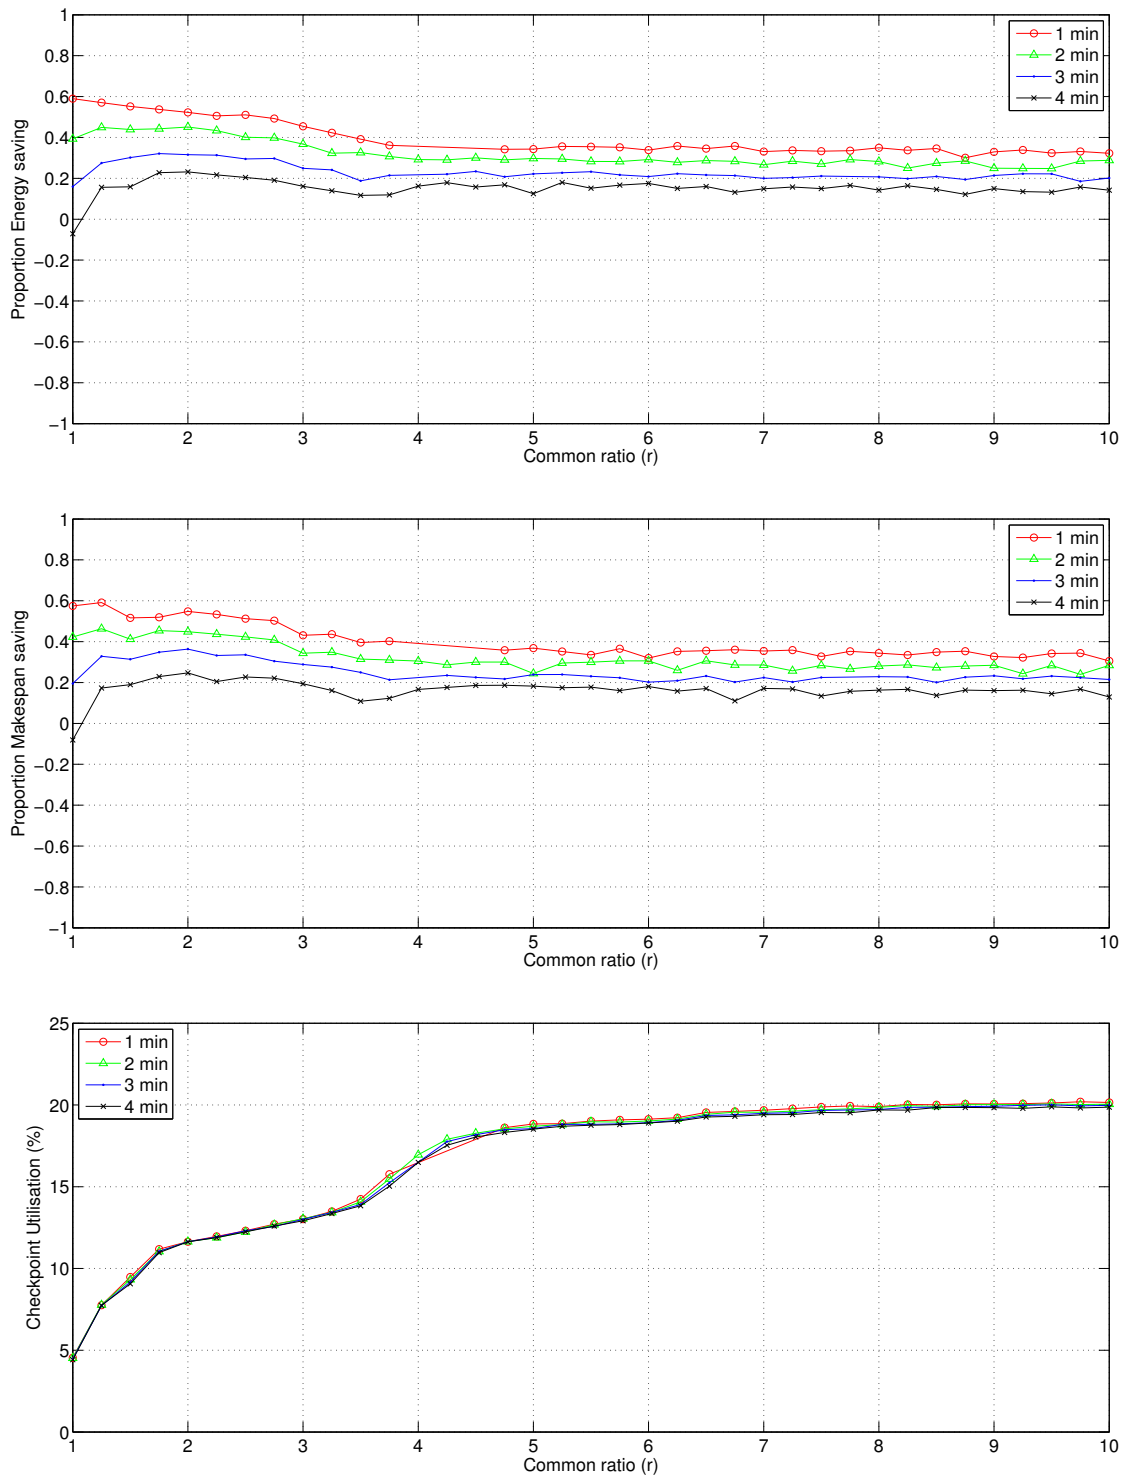 1
0.8
0.6
0.4
0.2
0
−0.2
−0.4
−0.6
−0.8
−1
Proportion Energy saving
1 2 3 4 5 6 7 8 9 10
Common ratio (r)
1 min
2 min
3 min
4 min
1
0.8
0.6
0.4
0.2
0
−0.2
−0.4
−0.6
−0.8
−1
Proportion Makespan saving
1 2 3 4 5 6 7 8 9 10
Common ratio (r)
1 min
2 min
3 min
4 min
25
20
15
10
5
0
Checkpoint Utilisation (%)
1 2 3 4 5 6 7 8 9 10
Common ratio (r)
1 min
2 min
3 min
4 min